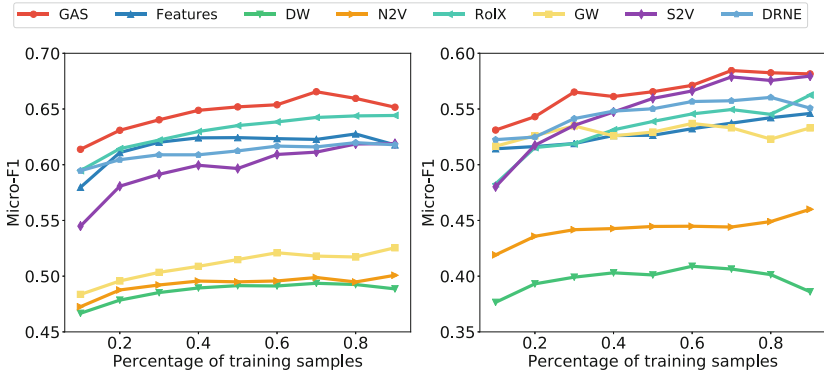 GAS Features DW N2V RolX GW S2V DRNE
0.70
0.65
0.60
0.55
0.50
0.45
Micro-F1
0.2 0.4 0.6 0.8
Percentage of training samples
0.60
0.55
0.50
0.45
0.40
0.35
Micro-F1
0.2 0.4 0.6 0.8
Percentage of training samples